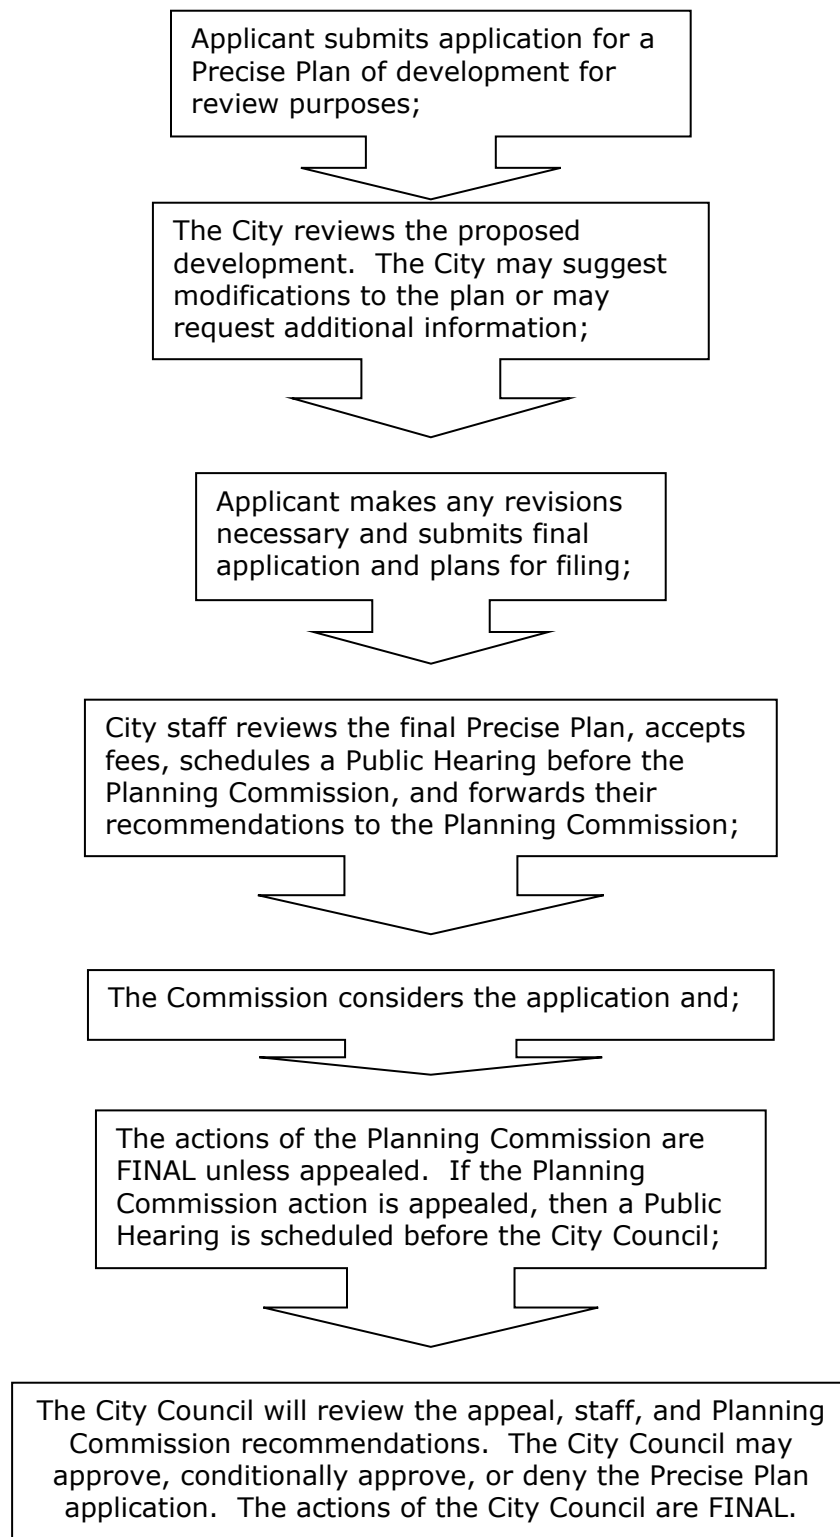 Applicant submits application for a
Precise Plan of development for
review purposes;
The City reviews the proposed
development.  The City may suggest
modifications to the plan or may
request additional information;
Applicant makes any revisions
necessary and submits final
application and plans for filing;
City staff reviews the final Precise Plan, accepts
fees, schedules a Public Hearing before the
Planning Commission, and forwards their
recommendations to the Planning Commission;
The Commission considers the application and;
The actions of the Planning Commission are
FINAL unless appealed.  If the Planning
Commission action is appealed, then a Public
Hearing is scheduled before the City Council;
The City Council will review the appeal, staff, and Planning
Commission recommendations.  The City Council may
approve, conditionally approve, or deny the Precise Plan
application.  The actions of the City Council are FINAL.